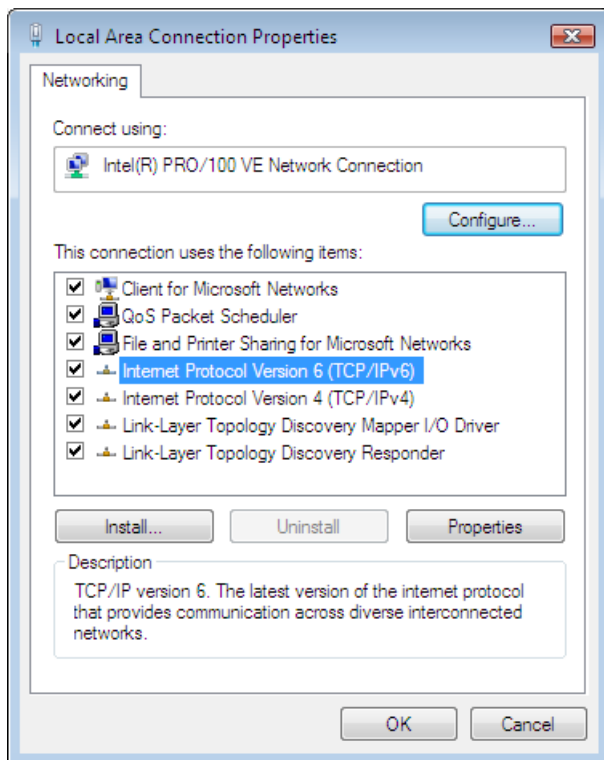 Local Area Connection Properties
Networking
Connect using:
Intel(R) PRO/100 VE Network Connection
Configure...
This connection uses the following items:
Client for Microsoft Networks
QoS Packet Scheduler
File and Printer Sharing for Microsoft Networks
Internet Protocol Version 6 (TCP/IPv6)
Internet Protocol Version 4 (TCP/IPv4)
Link-Layer Topology Discovery Mapper I/O Driver
Link-Layer Topology Discovery Responder
Install... Uninstall Properties
Description
TCP/IP version 6. The latest version of the internet protocol
that provides communication across diverse interconnected
networks.
OK Cancel